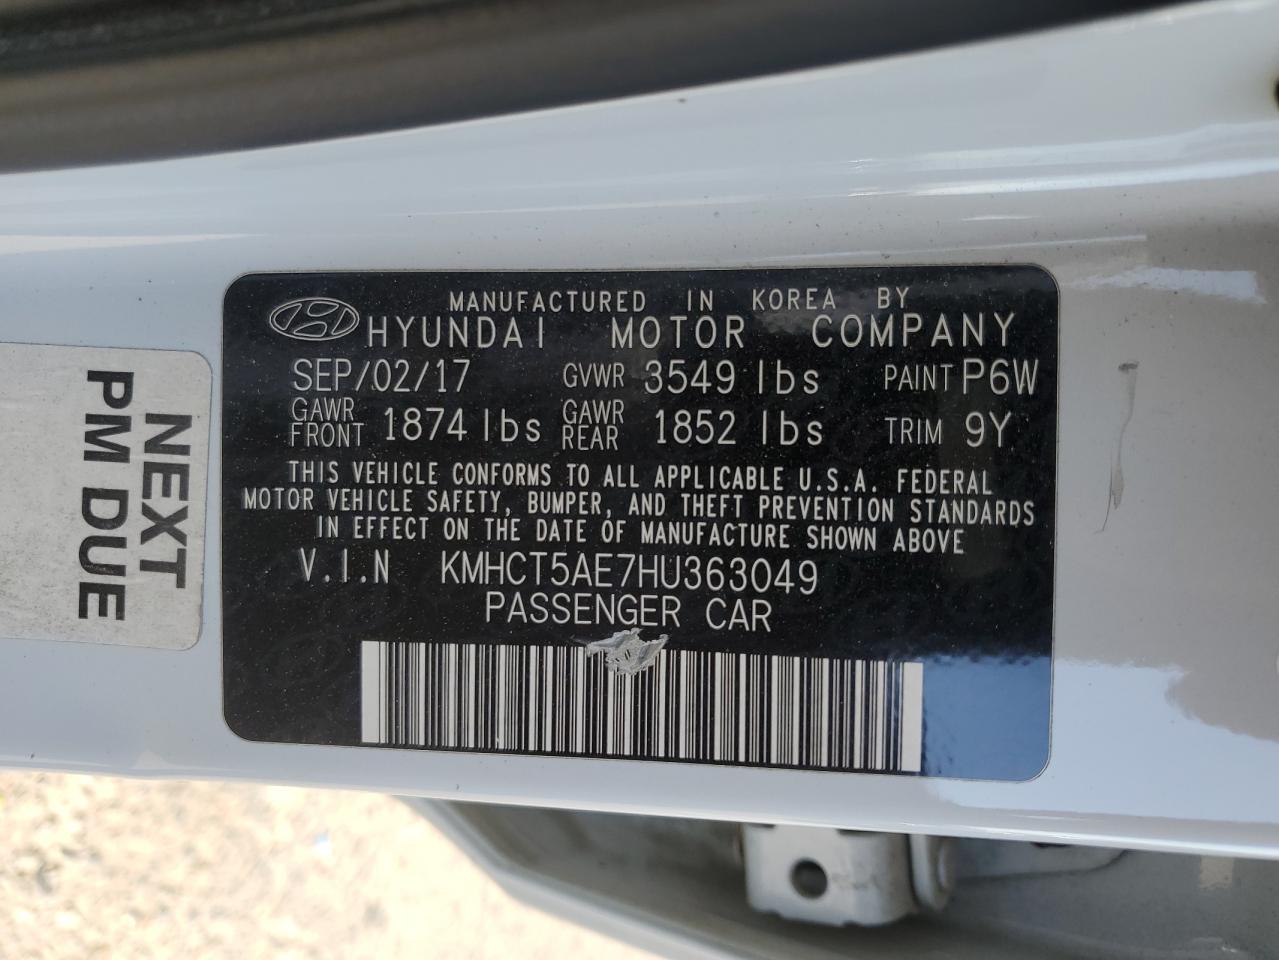 MANUFACTURED IN KOREA BY
HYUNDAI MOTOR COMPANY
SEP/02/17 GVWR 3549 lbs PAINT P6W
GAWR FRONT 1874 lbs GAWR REAR 1852 lbs TRIM 9Y
THIS VEHICLE CONFORMS TO ALL APPLICABLE U.S.A. FEDERAL
MOTOR VEHICLE SAFETY, BUMPER, AND THEFT PREVENTION STANDARDS
IN EFFECT ON THE DATE OF MANUFACTURE SHOWN ABOVE
V.I.N KMHCT5AE7HU363049
PASSENGER CAR
NEXT
PM DUE